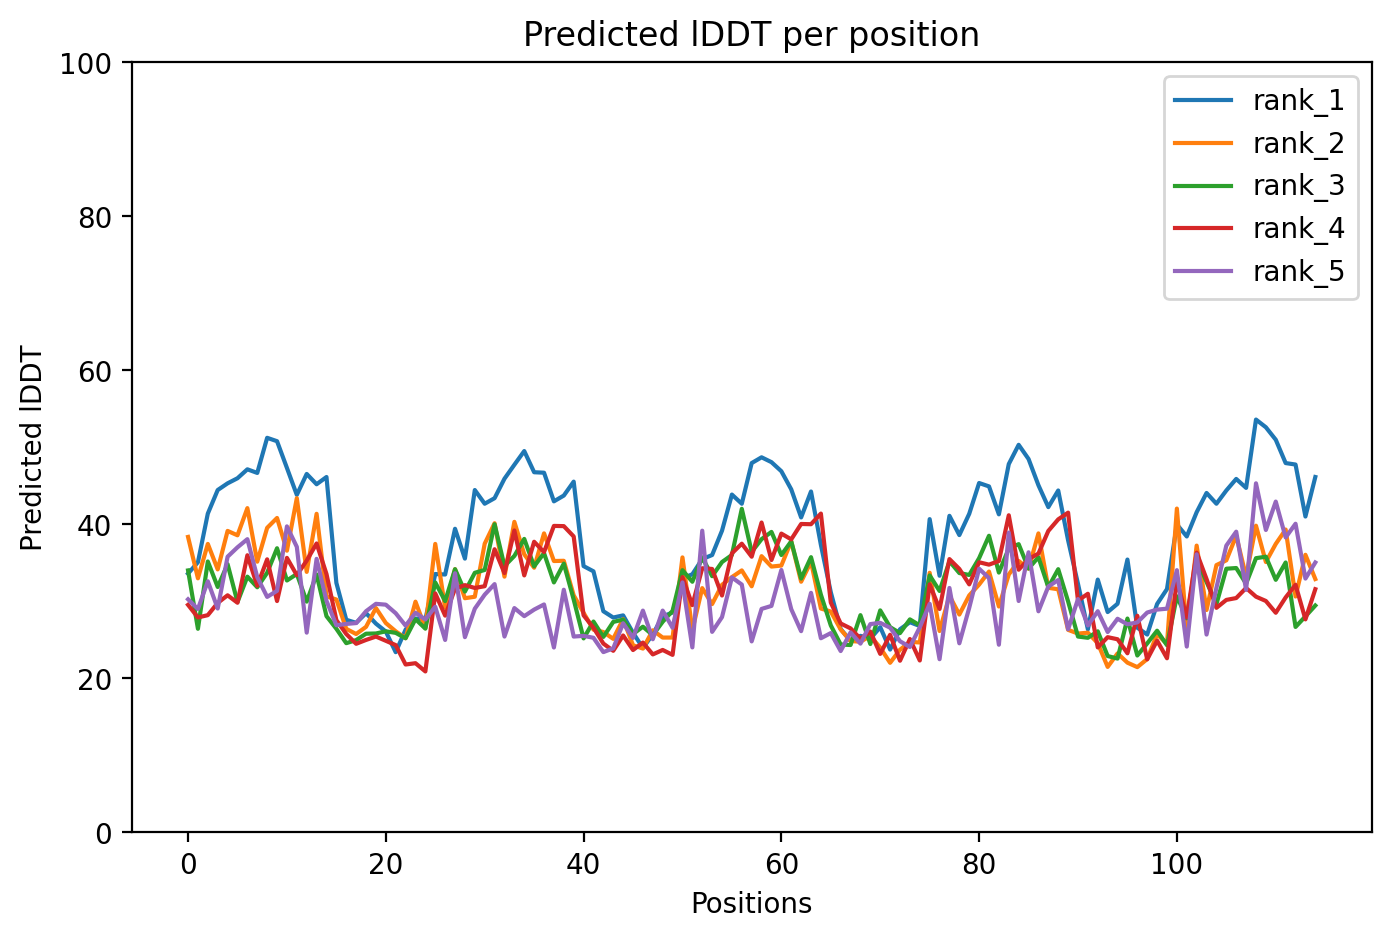 Predicted lDDT per position
100
80
60
40
20
0
Predicted lDDT
0 20 40 60 80 100
Positions
rank_1
rank_2
rank_3
rank_4
rank_5